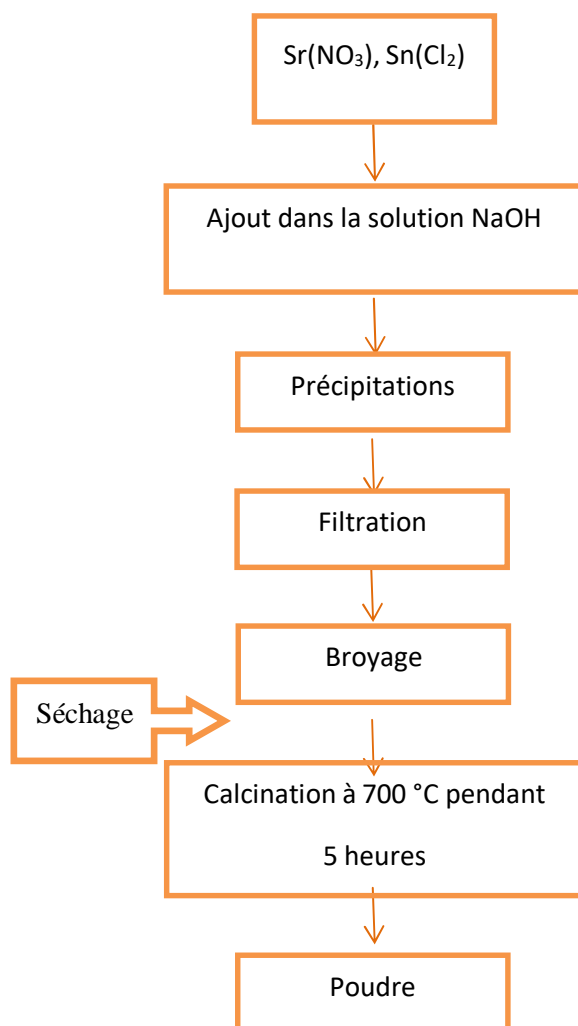 Sr(NO₃), Sn(Cl₂)
Ajout dans la solution NaOH
Précipitations
Filtration
Broyage
Séchage
Calcination à 700 °C pendant
5 heures
Poudre